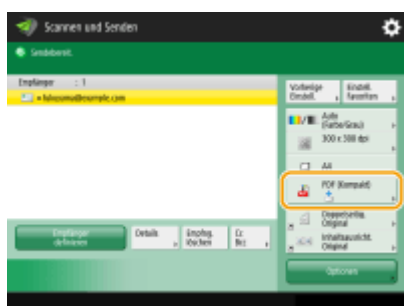 Scannen und Senden
Sendebereit.
Empfänger : 1
Vorherige Einstell.
Einstell. Favoriten
Auto (Farbe/Grau)
300 x 300 dpi
A4
PDF (Kompakt)
Doppelseitig. Original
Inhaltsausricht. Original
Empfänger definieren
Details
Empfng. löschen
Cc Bcc
Optionen